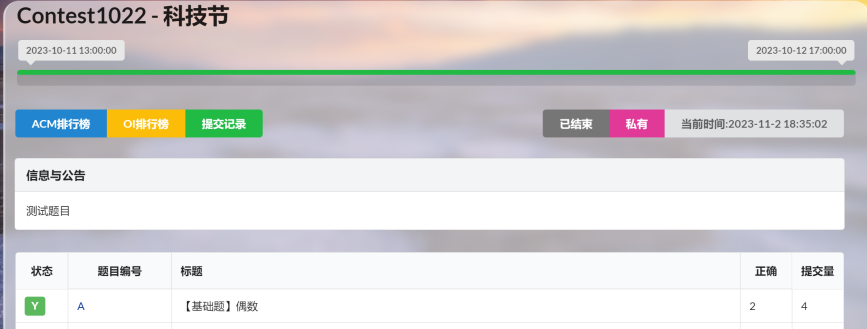 Contest1022 - 科技节
2023-10-11 13:00:00 2023-10-12 17:00:00
ACM排行榜 OI排行榜 提交记录 已结束 私有 当前时间:2023-11-2 18:35:02
信息与公告
测试题目
状态 题目编号 标题 正确 提交量
Y A 【基础题】偶数 2 4